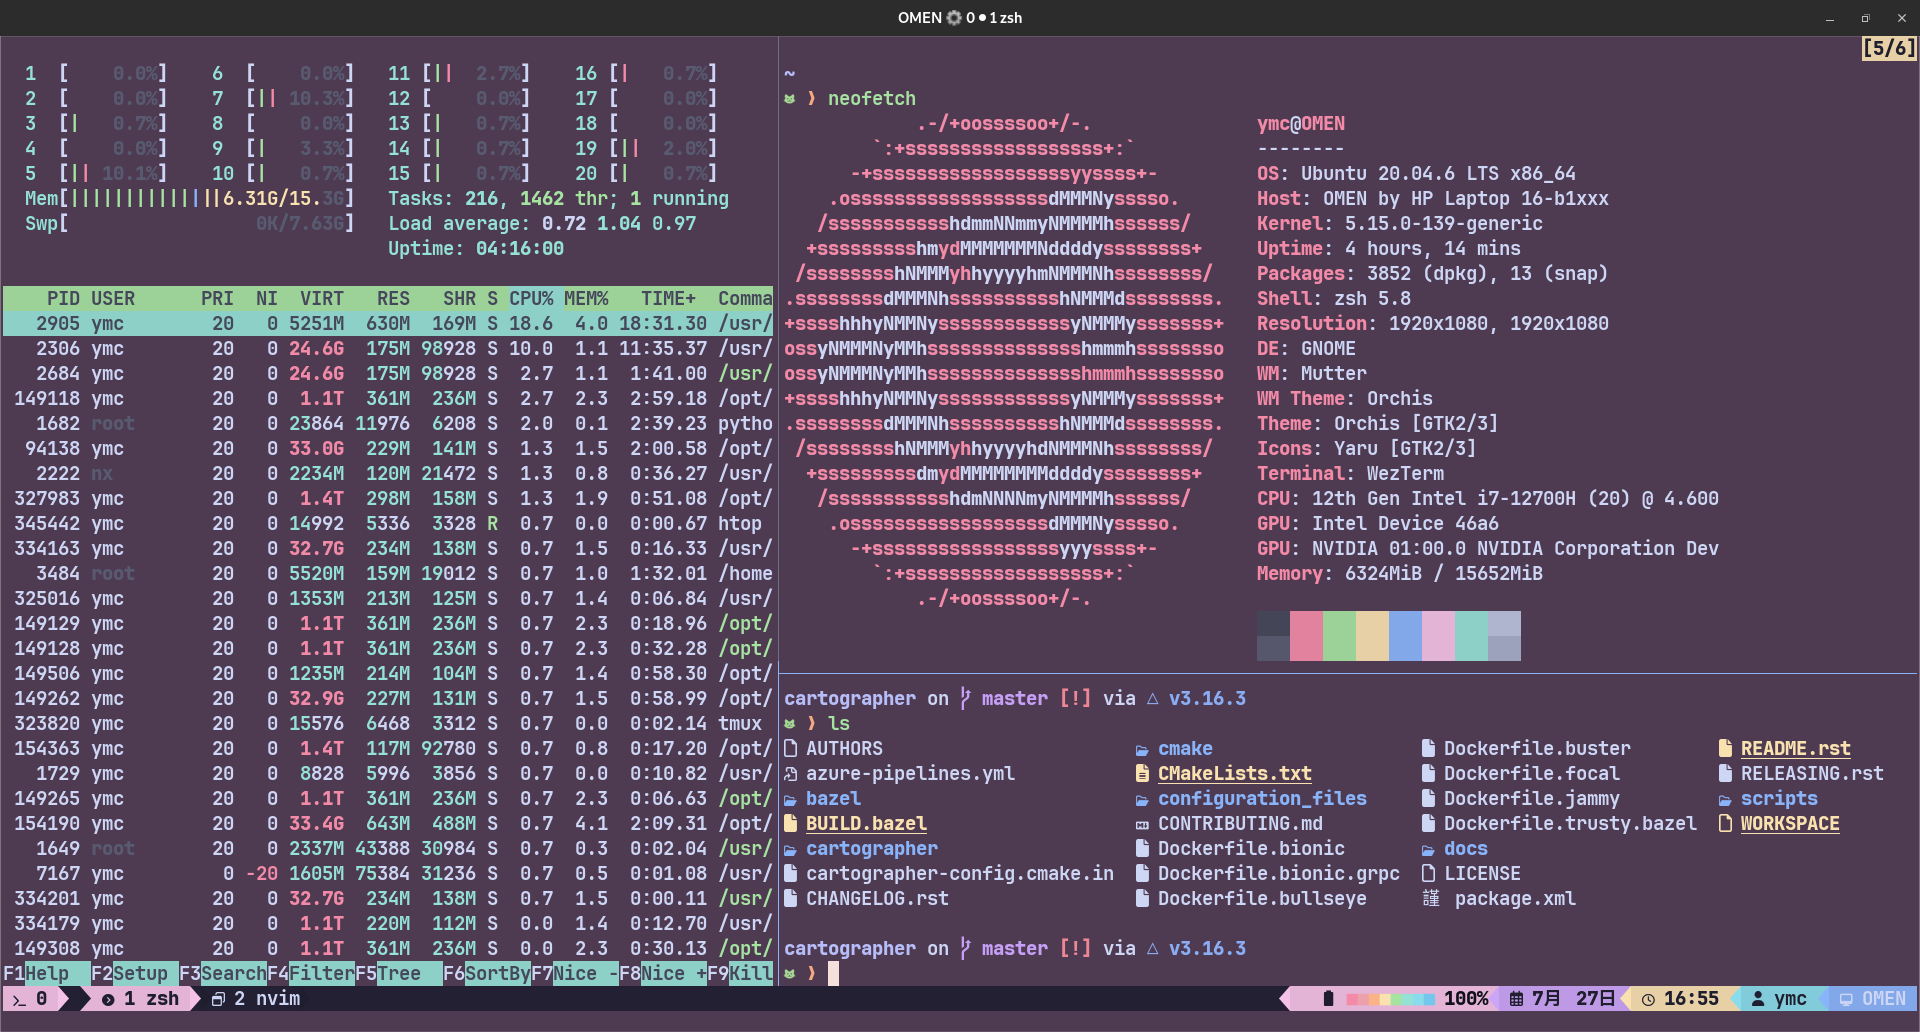 OMEN ⚙ 0 ● 1 zsh
1 [ 0.0%] 6 [ 0.0%] 11 [|| 2.7%] 16 [| 0.7%]
2 [ 0.0%] 7 [|| 10.3%] 12 [ 0.0%] 17 [ 0.0%]
3 [| 0.7%] 8 [ 0.0%] 13 [| 0.7%] 18 [ 0.0%]
4 [ 0.0%] 9 [| 3.3%] 14 [| 0.7%] 19 [|| 2.0%]
5 [|| 10.1%] 10 [| 0.7%] 15 [| 0.7%] 20 [| 0.7%]
Mem[||||||||||||||6.31G/15.3G] Tasks: 216, 1462 thr; 1 running
Swp[ 0K/7.63G] Load average: 0.72 1.04 0.97
Uptime: 04:16:00
PID USER PRI NI VIRT RES SHR S CPU% MEM% TIME+ Comma
2905 ymc 20 0 5251M 630M 169M S 18.6 4.0 18:31.30 /usr/
2306 ymc 20 0 24.6G 175M 98928 S 10.0 1.1 11:35.37 /usr/
2684 ymc 20 0 24.6G 175M 98928 S 2.7 1.1 1:41.00 /usr/
149118 ymc 20 0 1.1T 361M 236M S 2.7 2.3 2:59.18 /opt/
1682 root 20 0 23864 11976 6208 S 2.0 0.1 2:39.23 pytho
94138 ymc 20 0 33.0G 229M 141M S 1.3 1.5 2:00.58 /opt/
2222 nx 20 0 2234M 120M 21472 S 1.3 0.8 0:36.27 /usr/
327983 ymc 20 0 1.4T 298M 158M S 1.3 1.9 0:51.08 /opt/
345442 ymc 20 0 14992 5336 3328 R 0.7 0.0 0:00.67 htop
334163 ymc 20 0 32.7G 234M 138M S 0.7 1.5 0:16.33 /usr/
3484 root 20 0 5520M 159M 19012 S 0.7 1.0 1:32.01 /home
325016 ymc 20 0 1353M 213M 125M S 0.7 1.4 0:06.84 /usr/
149129 ymc 20 0 1.1T 361M 236M S 0.7 2.3 0:18.96 /opt/
149128 ymc 20 0 1.1T 361M 236M S 0.7 2.3 0:32.28 /opt/
149506 ymc 20 0 1235M 214M 104M S 0.7 1.4 0:58.30 /opt/
149262 ymc 20 0 32.9G 227M 131M S 0.7 1.5 0:58.99 /opt/
323820 ymc 20 0 15576 6468 3312 S 0.7 0.0 0:02.14 tmux
154363 ymc 20 0 1.4T 117M 92780 S 0.7 0.8 0:17.20 /opt/
1729 ymc 20 0 8828 5996 3856 S 0.7 0.0 0:10.82 /usr/
149265 ymc 20 0 1.1T 361M 236M S 0.7 2.3 0:06.63 /opt/
154190 ymc 20 0 33.4G 643M 488M S 0.7 4.1 2:09.31 /opt/
1649 root 20 0 2337M 43388 30984 S 0.7 0.3 0:02.04 /usr/
7167 ymc 0 -20 1605M 75384 31236 S 0.7 0.5 0:01.08 /usr/
334201 ymc 20 0 32.7G 234M 138M S 0.7 1.5 0:00.11 /usr/
334179 ymc 20 0 1.1T 220M 112M S 0.0 1.4 0:12.70 /usr/
149308 ymc 20 0 1.1T 361M 236M S 0.0 2.3 0:30.13 /opt/
F1Help F2Setup F3SearchF4FilterF5Tree F6SortByF7Nice -F8Nice +F9Kill
[5/6]
~
❯ neofetch
.-/+oossssoo+/-.
`:+ssssssssssssssssss+:`
-+ssssssssssssssssssyyssss+-
.ossssssssssssssssssdMMMNysssso.
/ssssssssssshdmmNNmmyNMMMMhssssss/
+ssssssssshmydMMMMMMMNddddyssssssss+
/sssssssshNMMMyhhyyyyhmNMMMNhssssssss/
.ssssssssdMMMNhsssssssssshNMMMdssssssss.
+sssshhhyNMMNyssssssssssssyNMMMysssssss+
ossyNMMMNyMMhsssssssssssssshmmmhssssssso
ossyNMMMNyMMhsssssssssssssshmmmhssssssso
+sssshhhyNMMNyssssssssssssyNMMMysssssss+
.ssssssssdMMMNhsssssssssshNMMMdssssssss.
/sssssssshNMMMyhhyyyyhdNMMMNhssssssss/
+sssssssssdmydMMMMMMMMddddyssssssss+
/ssssssssssshdmNNNNmyNMMMMhssssss/
.ossssssssssssssssssdMMMNysssso.
-+sssssssssssssssssyyyssss+-
`:+ssssssssssssssssss+:`
.-/+oossssoo+/-.
ymc@OMEN
--------
OS: Ubuntu 20.04.6 LTS x86_64
Host: OMEN by HP Laptop 16-b1xxx
Kernel: 5.15.0-139-generic
Uptime: 4 hours, 14 mins
Packages: 3852 (dpkg), 13 (snap)
Shell: zsh 5.8
Resolution: 1920x1080, 1920x1080
DE: GNOME
WM: Mutter
WM Theme: Orchis
Theme: Orchis [GTK2/3]
Icons: Yaru [GTK2/3]
Terminal: WezTerm
CPU: 12th Gen Intel i7-12700H (20) @ 4.600
GPU: Intel Device 46a6
GPU: NVIDIA 01:00.0 NVIDIA Corporation Dev
Memory: 6324MiB / 15652MiB
cartographer on master [!] via △ v3.16.3
❯ ls
AUTHORS cmake Dockerfile.buster README.rst
azure-pipelines.yml CMakeLists.txt Dockerfile.focal RELEASING.rst
bazel configuration_files Dockerfile.jammy scripts
BUILD.bazel CONTRIBUTING.md Dockerfile.trusty.bazel WORKSPACE
cartographer Dockerfile.bionic docs
cartographer-config.cmake.in Dockerfile.bionic.grpc LICENSE
CHANGELOG.rst Dockerfile.bullseye 謹 package.xml
cartographer on master [!] via △ v3.16.3
❯
0 1 zsh 2 nvim 100% 7月 27日 16:55 ymc OMEN